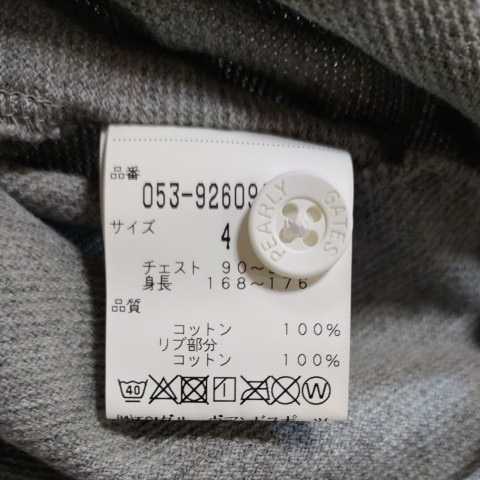 品番
053-92609
サイズ
4
チェスト 90～
身長 168～176
品質
コットン 100%
リブ部分
コットン 100%
40
W
PEARLY GATES